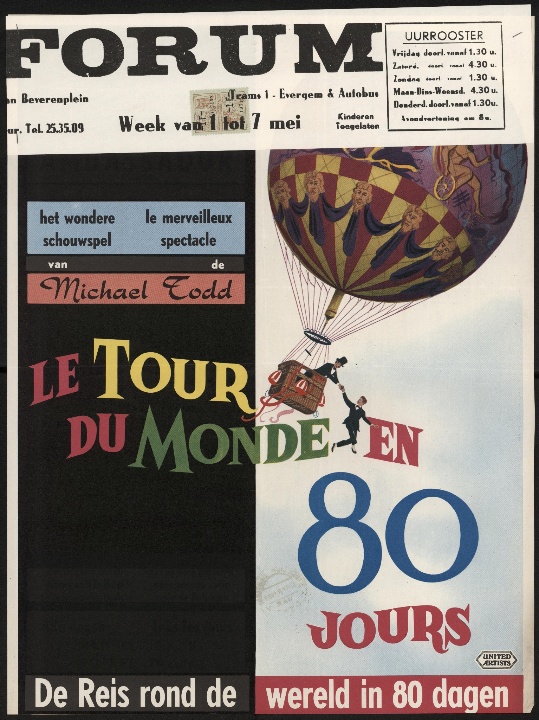 FORUM
UURROOSTER
Vrijdag doorl. vanaf 1.30 u.
Zaterd. doorl. vanaf 4.30 u.
Zondag doorl. vanaf 1.30 u.
Maan-Dins-Woensd. 4.30 u.
Donderd. doorl. vanaf 1.30u.
Avondvertoning om 8u.
an Beverenplein
Trams 1 - Evergem & Autobus
ur. Tel. 25.35.09
Week van 1 tot 7 mei
Kinderen
Toegelaten
het wondere
schouwspel
le merveilleux
spectacle
van de
Michael Todd
LE TOUR
DU MONDE EN
80
JOURS
UNITED
ARTISTS
De Reis rond de wereld in 80 dagen